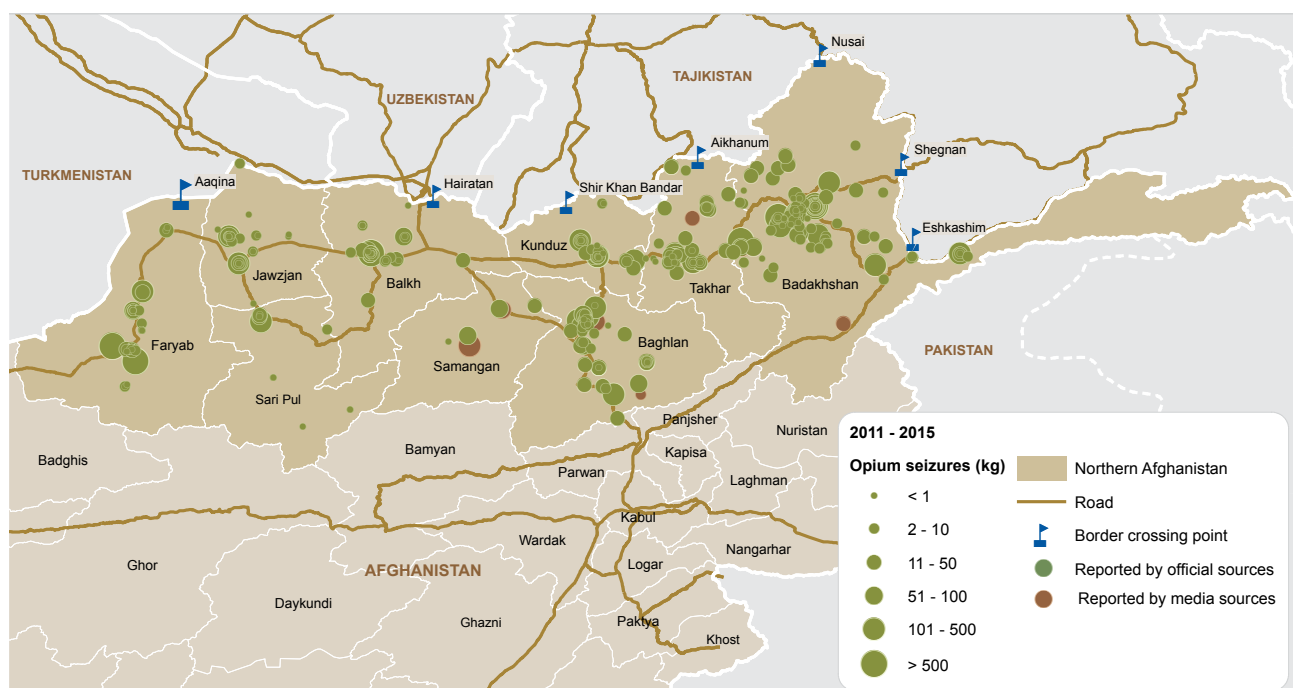 Nusai
TAJIKISTAN
UZBEKISTAN
Aikhanum
Shegnan
TURKMENISTAN
Aaqina
Hairatan
Shir Khan Bandar
Eshkashim
Kunduz
Jawzjan
Balkh
Takhar
Badakhshan
Faryab
Baghlan
PAKISTAN
Samangan
Sari Pul
Panjsher
Nuristan
Badghis
Bamyan
Kapisa
Parwan
Laghman
Kabul
Wardak
Nangarhar
Ghor
AFGHANISTAN
Logar
Daykundi
Ghazni
Paktya
Khost
2011 - 2015
Opium seizures (kg)
< 1
2 - 10
11 - 50
51 - 100
101 - 500
> 500
Northern Afghanistan
Road
Border crossing point
Reported by official sources
Reported by media sources